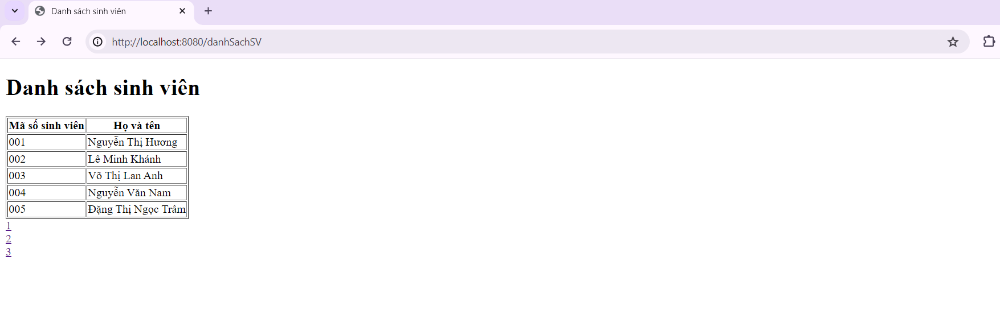 Danh sách sinh viên
http://localhost:8080/danhSachSV
Danh sách sinh viên
Mã số sinh viên Họ và tên
001 Nguyễn Thị Hương
002 Lê Minh Khánh
003 Võ Thị Lan Anh
004 Nguyễn Văn Nam
005 Đặng Thị Ngọc Trâm
1
2
3